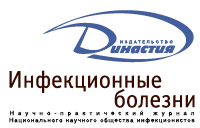 ИЗДАТЕЛЬСТВО
ДИНАСТИЯ
Инфекционные
болезни
Научно-практический журнал
Национального научного общества инфекционистов